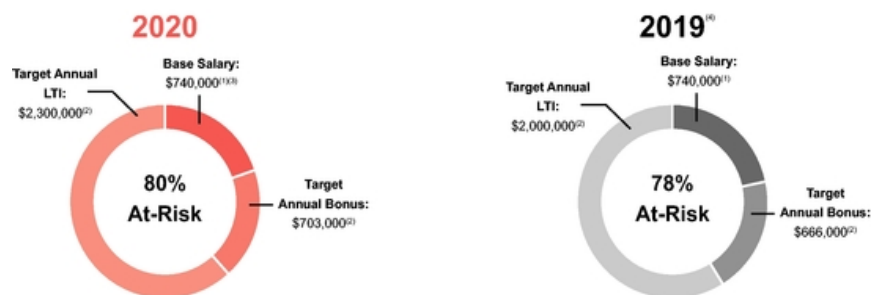 2020
Base Salary:
$740,000(1)(3)
Target Annual
LTI:
$2,300,000(2)
80%
At-Risk
Target
Annual Bonus:
$703,000(2)
2019(4)
Base Salary:
$740,000(1)
Target Annual
LTI:
$2,000,000(2)
78%
At-Risk
Target
Annual Bonus:
$666,000(2)